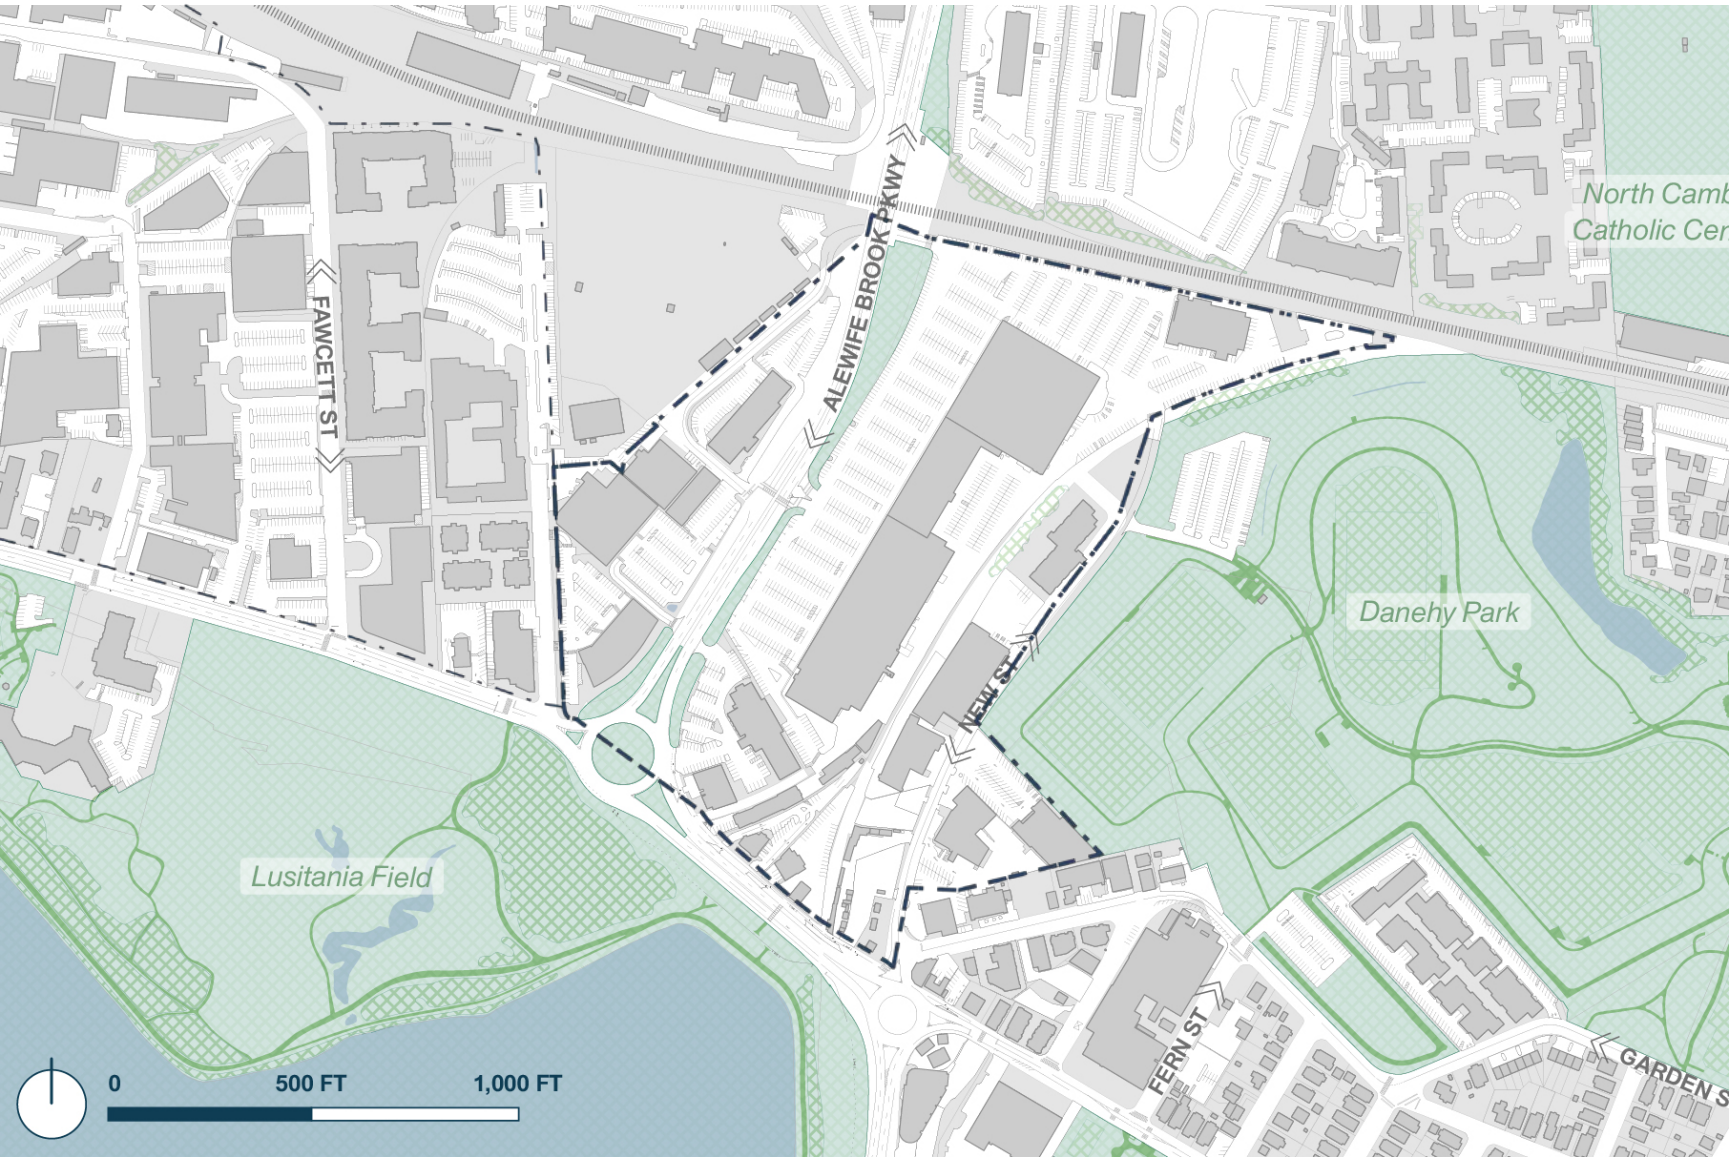 ALEWIFE BROOK PKWY
North Camb
Catholic Cen
FAWCETT ST
Danehy Park
NEW ST
Lusitania Field
FERN ST
GARDEN S
0 500 FT 1,000 FT